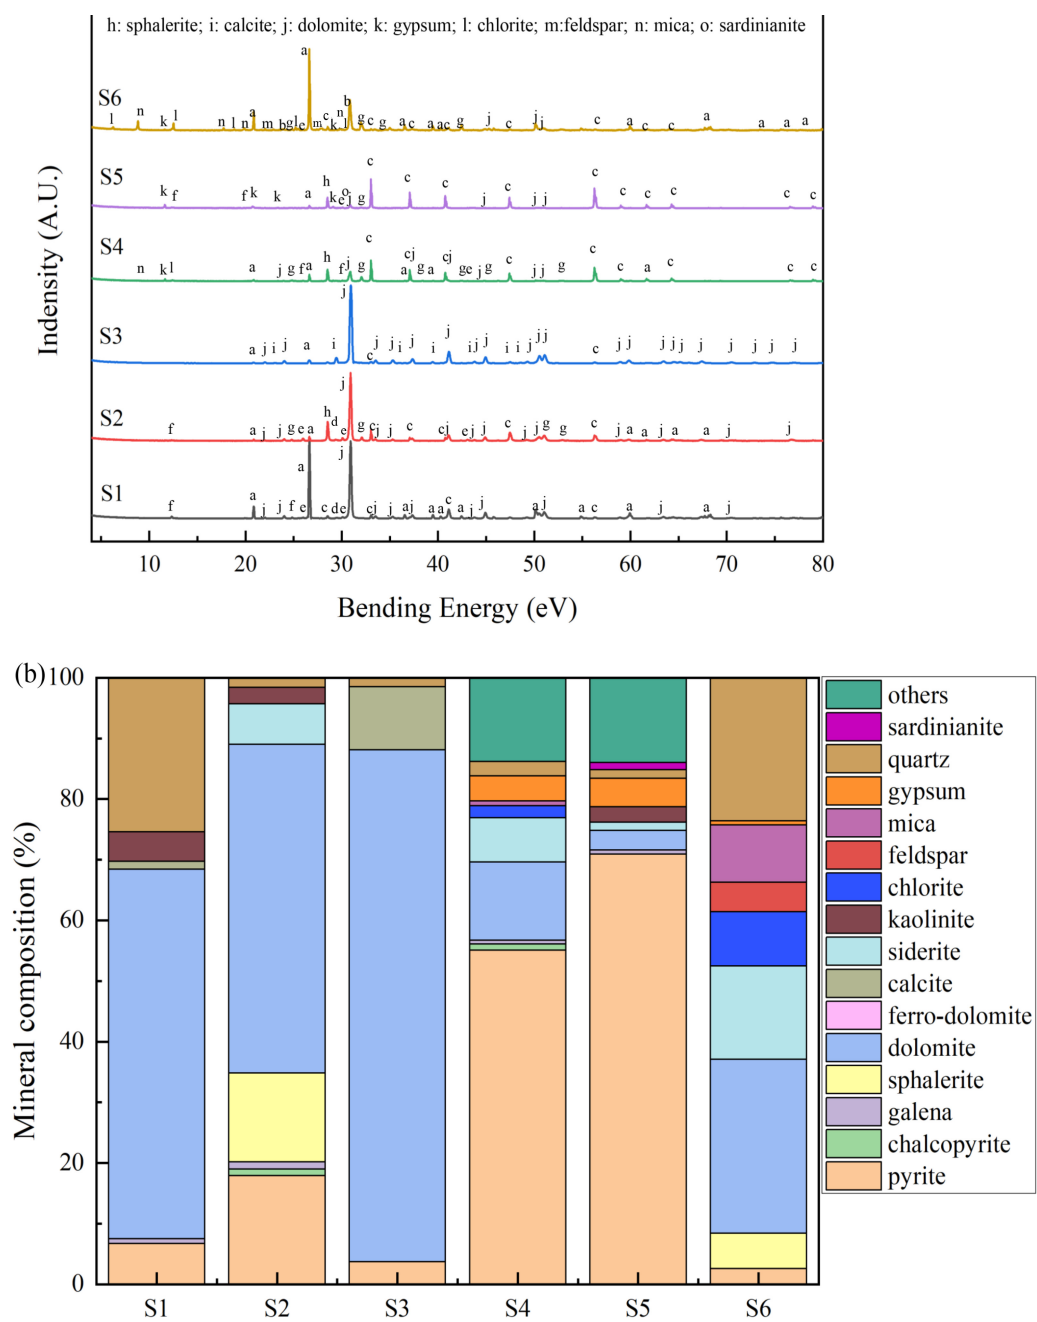 h: sphalerite; i: calcite; j: dolomite; k: gypsum; l: chlorite; m:feldspar; n: mica; o: sardinianite
Indensity (A.U.)
S6
l n k l n l n a m b g l e a m c k n l b g c g a c a a c g j c j j c a c a a a a
S5
k f f k k a h k e o j g c c c j c j j c c c c c c
S4
n k l a j g f a h f j g c a cj g a cj g e j g c j j g c c a c c c
S3
a j i j a i j c j j i j i j i j j i i j j j c j j j j j j j j j j
S2
f a j j g e a h d e j g c j j c c j e j j c j j g g c j a a j a j j
S1
f a j j f e a c d e j c j j a j a a c a j j a j a c a j j
10 20 30 40 50 60 70 80
Bending Energy (eV)
(b)
Mineral composition (%)
100
80
60
40
20
0
S1 S2 S3 S4 S5 S6
others
sardinianite
quartz
gypsum
mica
feldspar
chlorite
kaolinite
siderite
calcite
ferro-dolomite
dolomite
sphalerite
galena
chalcopyrite
pyrite